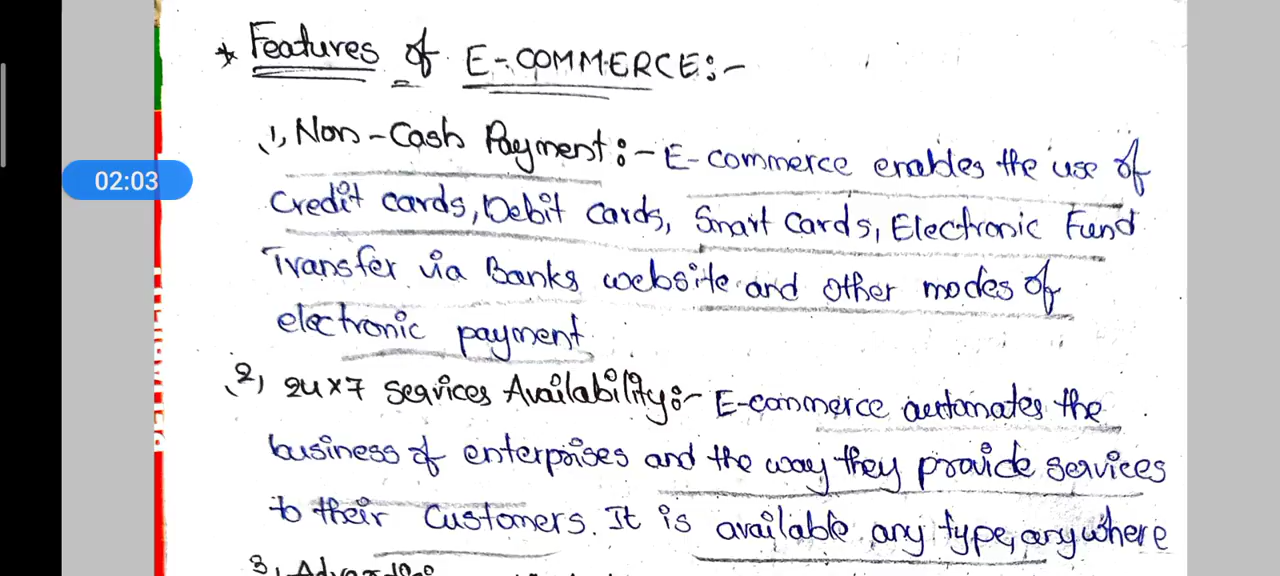 * Features of E-COMMERCE:-
1, Non-Cash Payment:- E-commerce enables the use of
Credit cards, Debit cards, Smart Cards, Electronic Fund
Transfer via Banks website and other modes of
electronic payment
2, 24x7 Services Availability:- E-commerce automates the
business of enterprises and the way they provide services
to their Customers. It is available any type, anywhere
3,
02:03